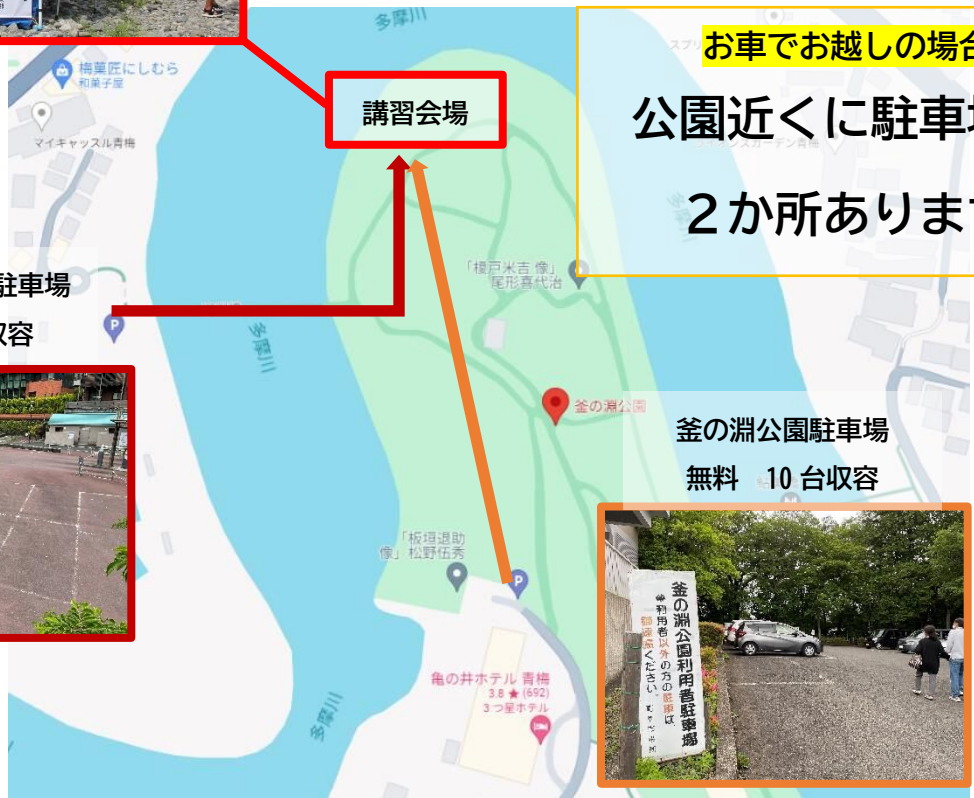 多摩川
梅菓匠にしむら
和菓子屋
マイキャッスル青梅
講習会場
お車でお越しの場合
公園近くに駐車場
2か所あります
「榎戸米吉 像」
尾形喜代治
駐車場
収容
P
多摩川
釜の淵公園
釜の淵公園駐車場
無料 10台収容
「板垣退助
像」松野伍秀
P
亀の井ホテル 青梅
3.8 ★ (692)
3つ星ホテル
多摩川
釜の淵公園利用者駐車場
利用者以外の方の駐車は
御遠慮ください。